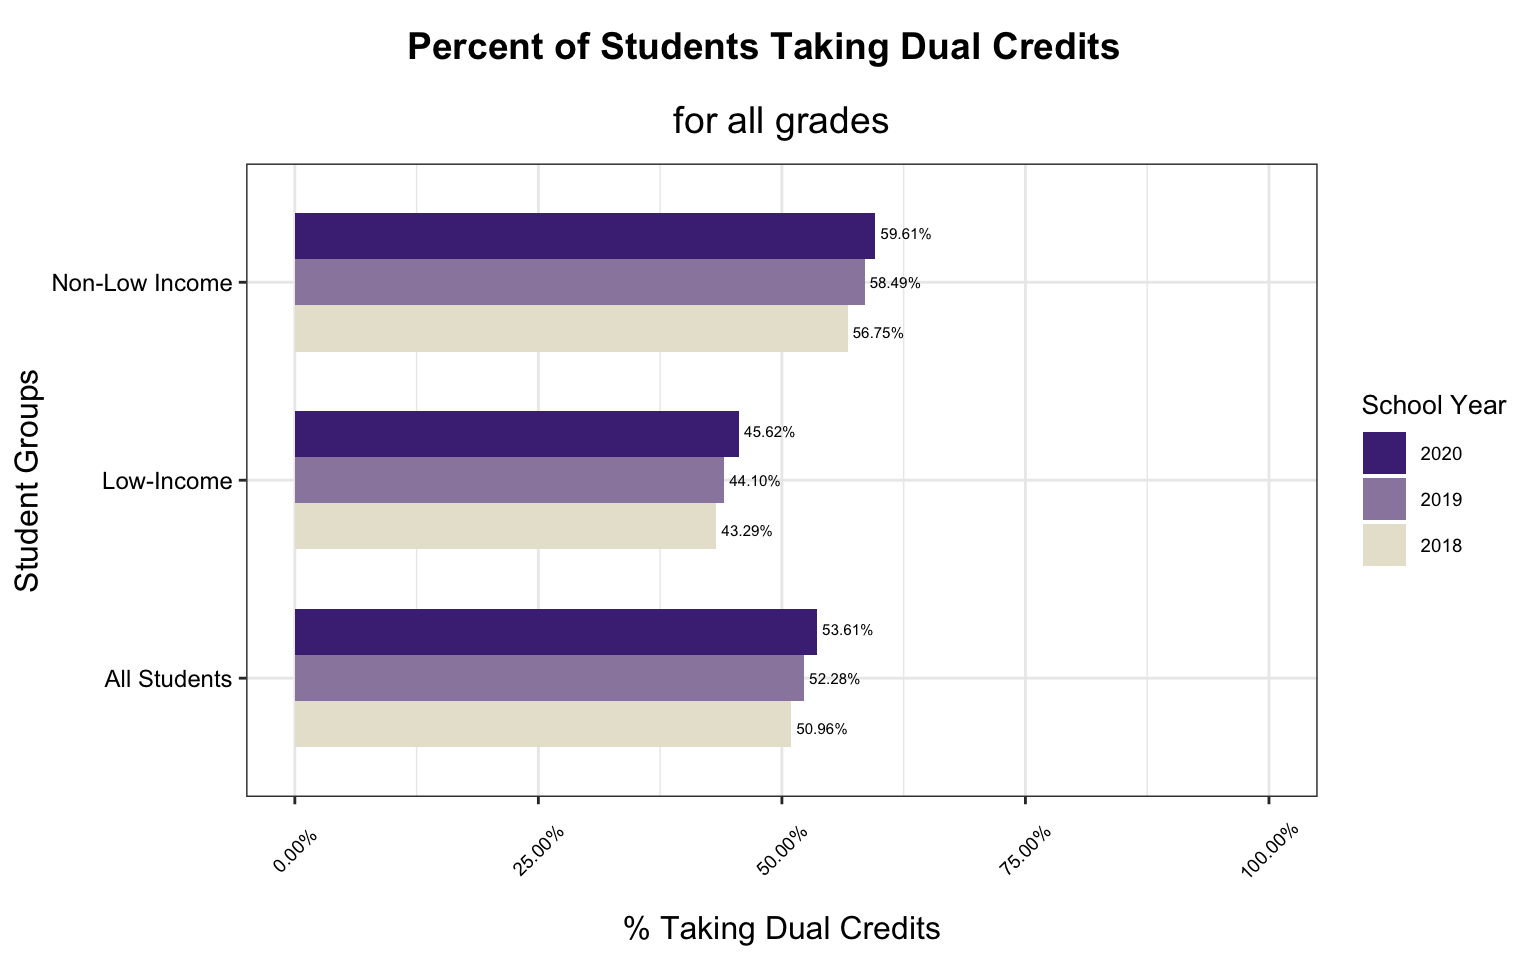 Percent of Students Taking Dual Credits
for all grades
Student Groups
Non-Low Income
59.61%
58.49%
56.75%
Low-Income
45.62%
44.10%
43.29%
All Students
53.61%
52.28%
50.96%
0.00%
25.00%
50.00%
75.00%
100.00%
% Taking Dual Credits
School Year
2020
2019
2018